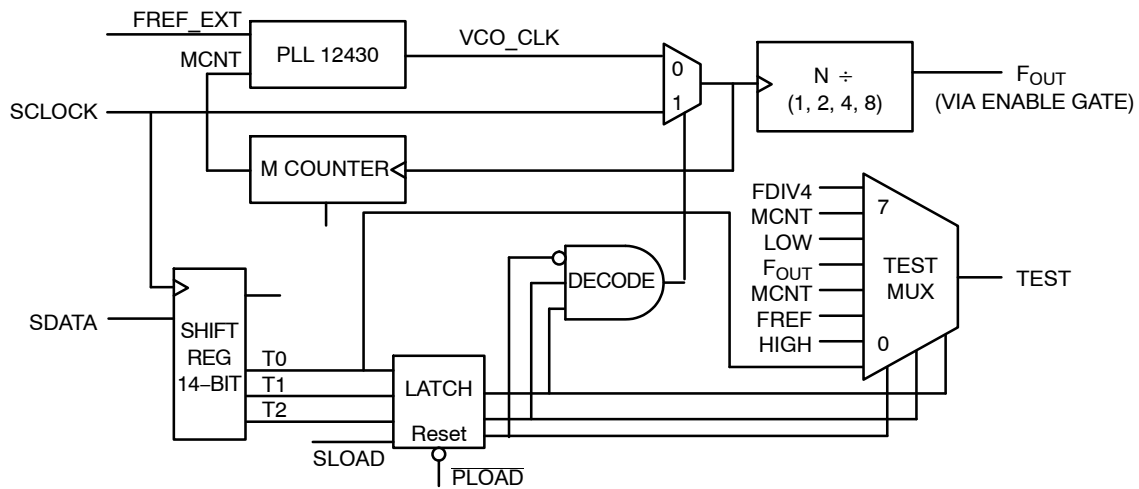 FREF_EXT
MCNT
PLL 12430
VCO_CLK
SCLOCK
0
1
N ÷
(1, 2, 4, 8)
FOUT
(VIA ENABLE GATE)
M COUNTER
SDATA
SHIFT
REG
14–BIT
T0
T1
T2
LATCH
Reset
SLOAD
PLOAD
DECODE
FDIV4
MCNT
LOW
FOUT
MCNT
FREF
HIGH
7
TEST
MUX
0
TEST